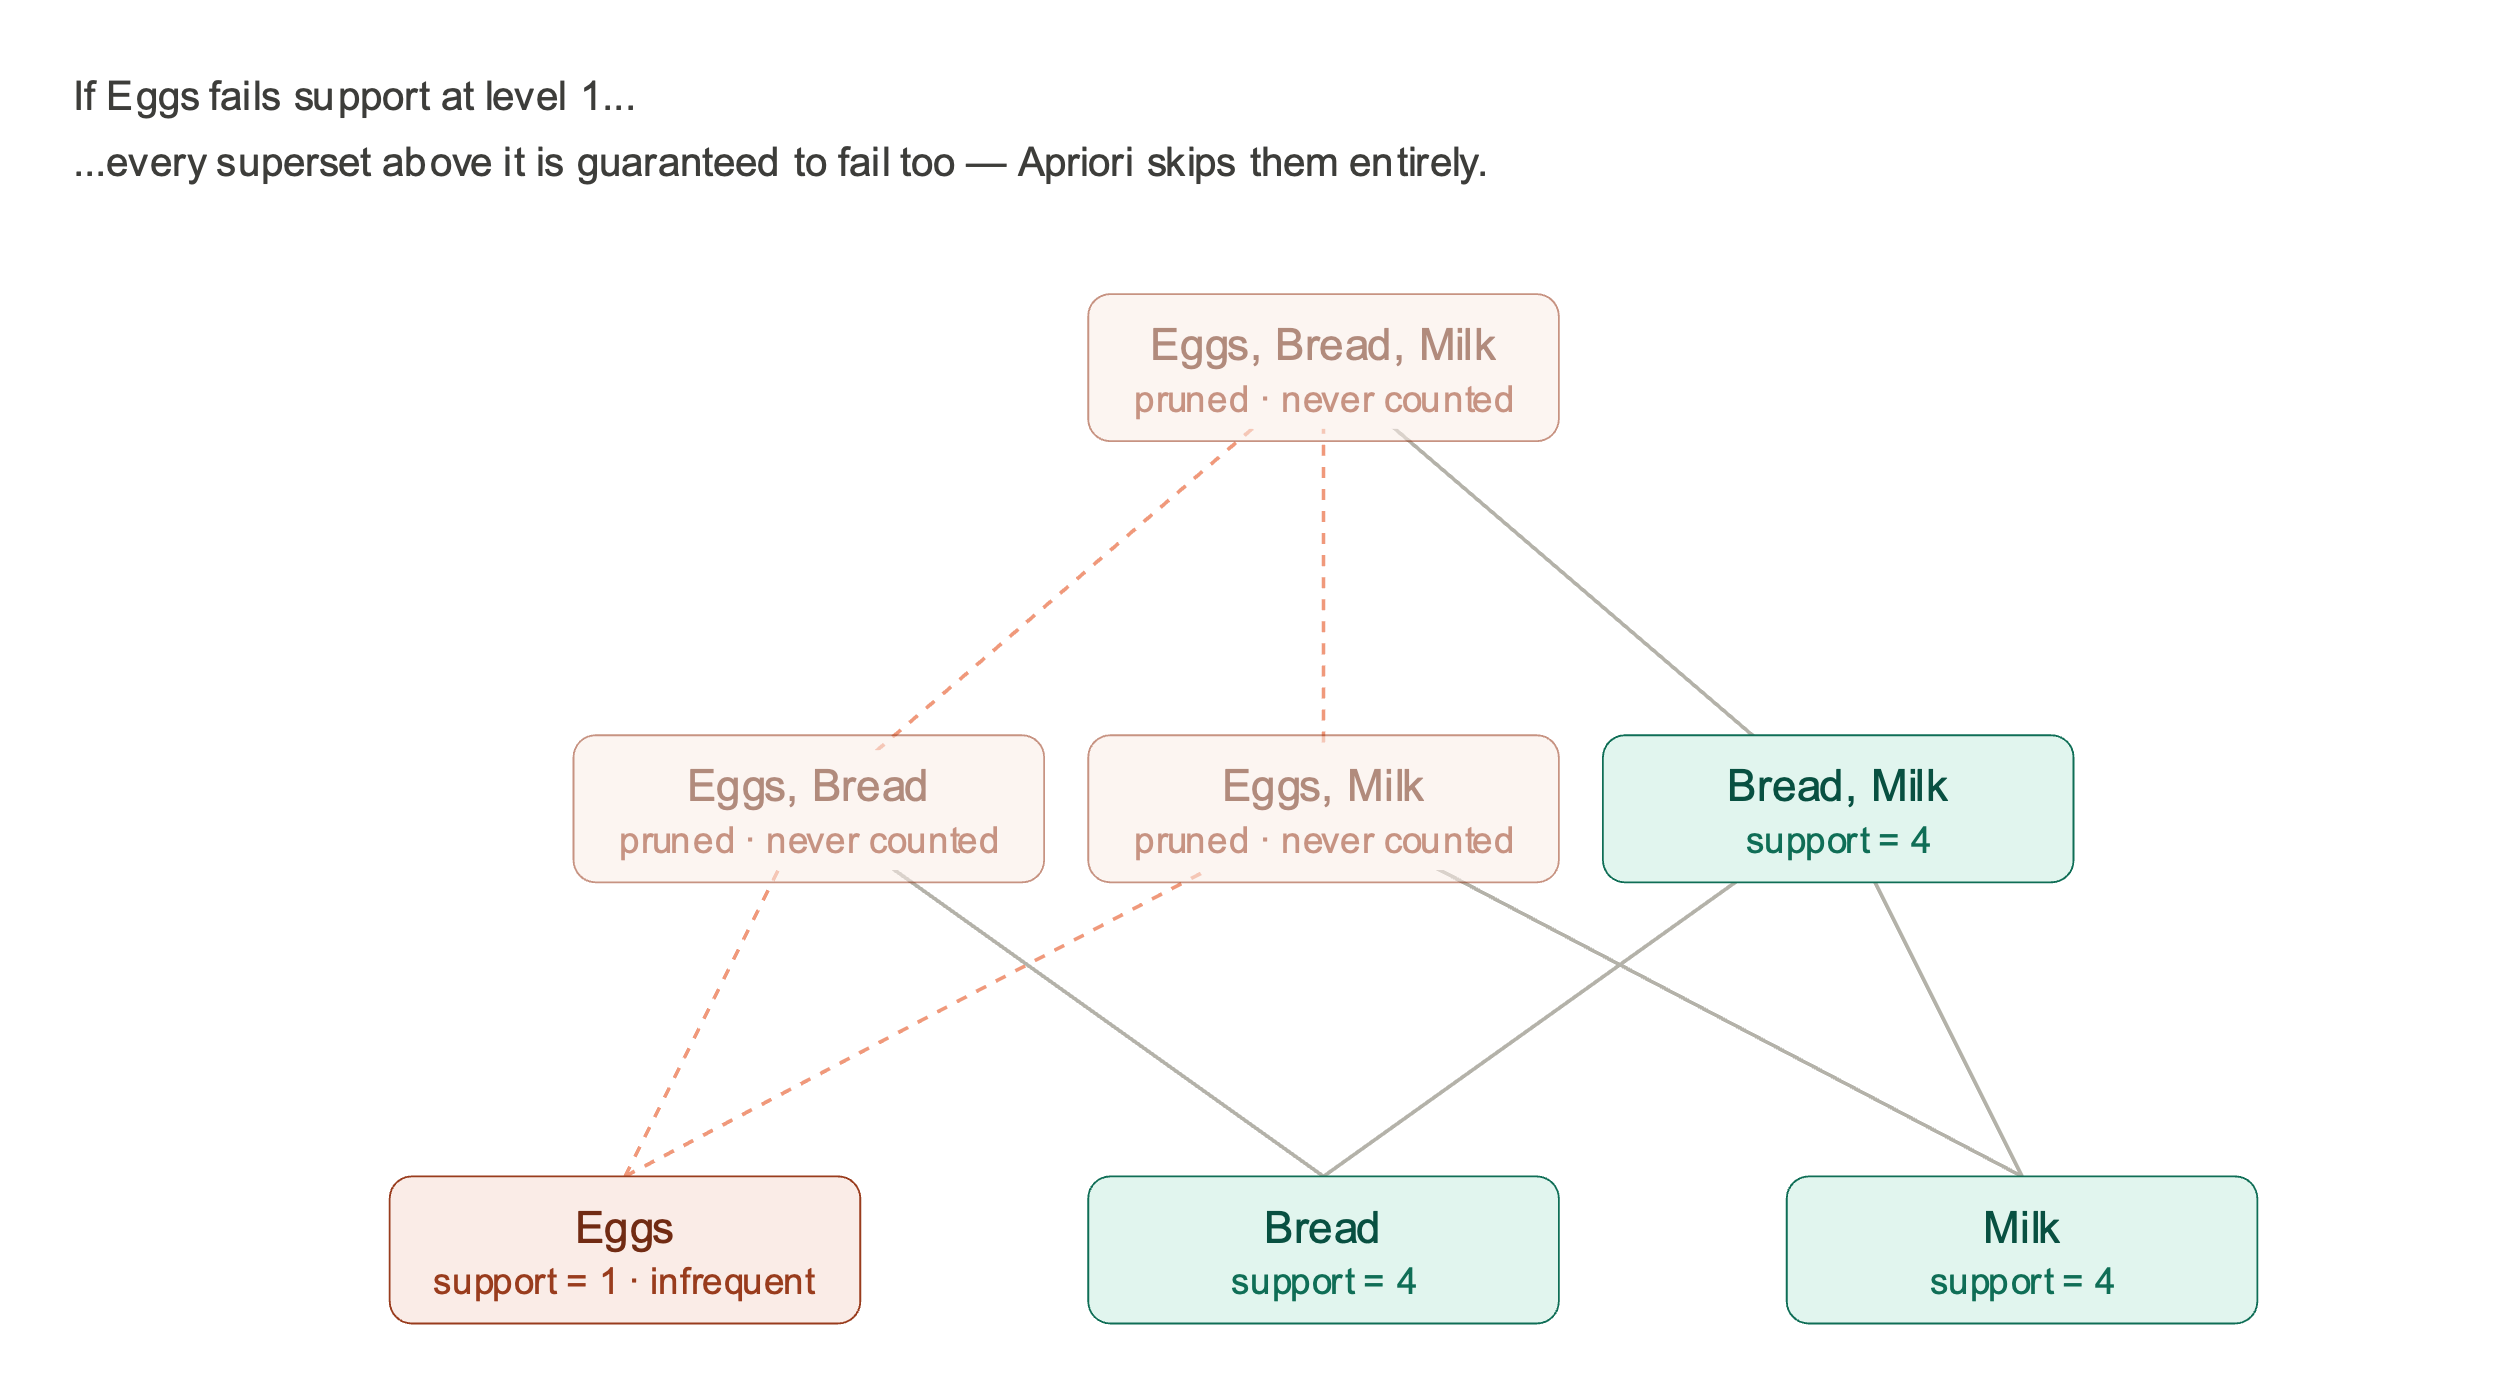 If Eggs fails support at level 1...
...every superset above it is guaranteed to fail too — Apriori skips them entirely.
Eggs, Bread, Milk
pruned · never counted
Eggs, Bread
pruned · never counted
Eggs, Milk
pruned · never counted
Bread, Milk
support = 4
Eggs
support = 1 · infrequent
Bread
support = 4
Milk
support = 4